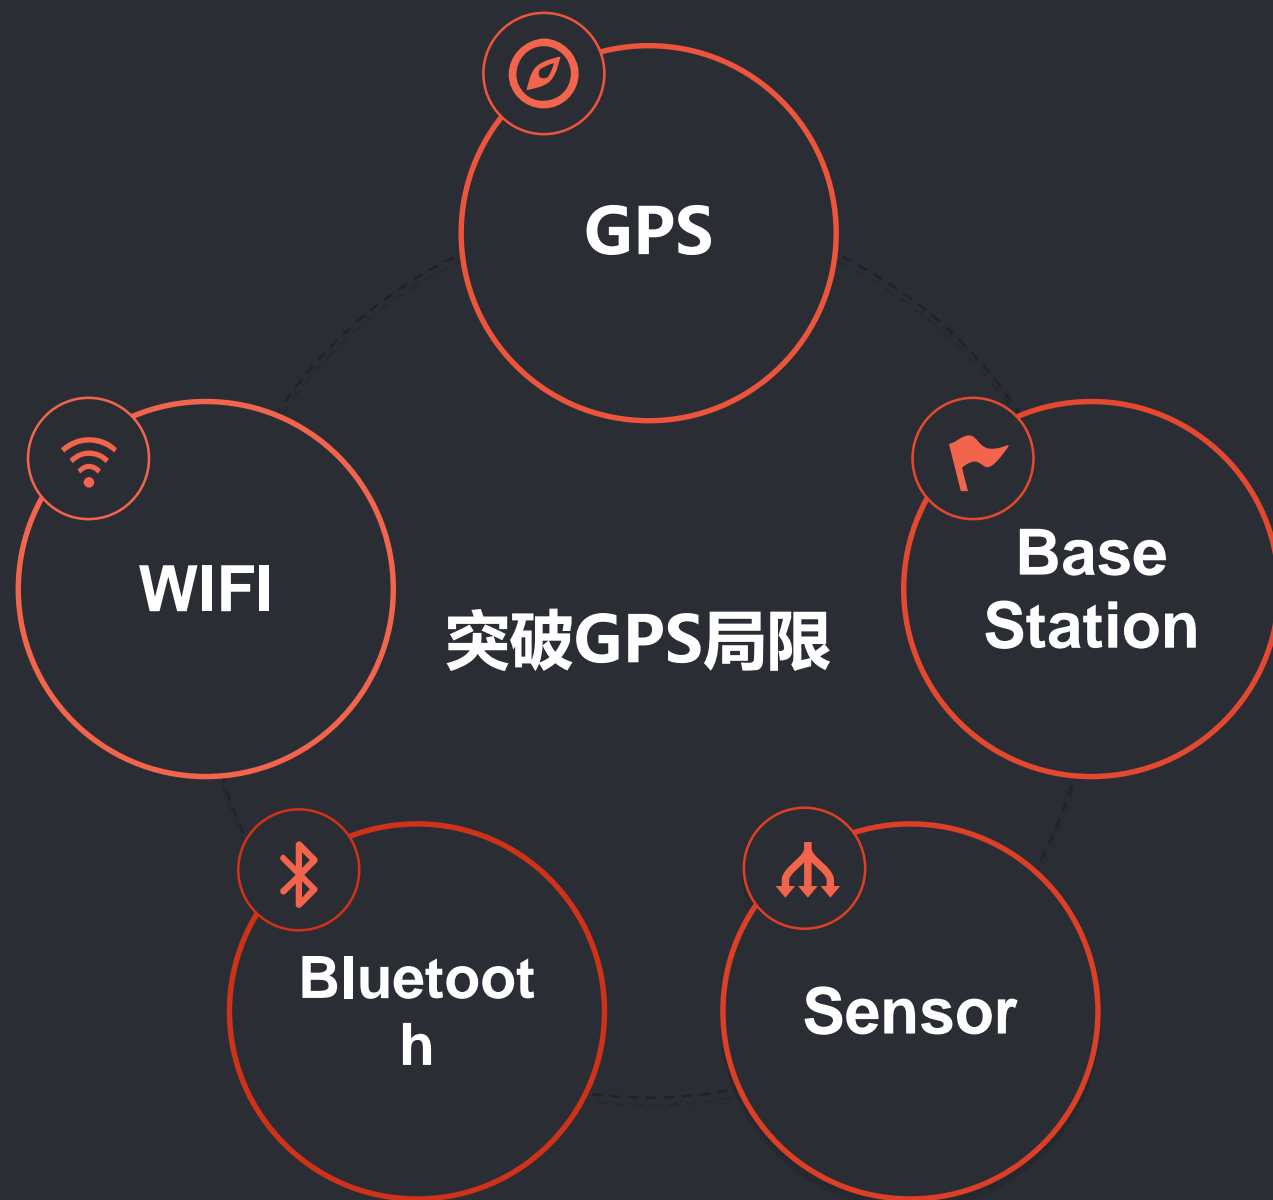 GPS
WIFI
Base
Station
突破GPS局限
Bluetoot
h
Sensor